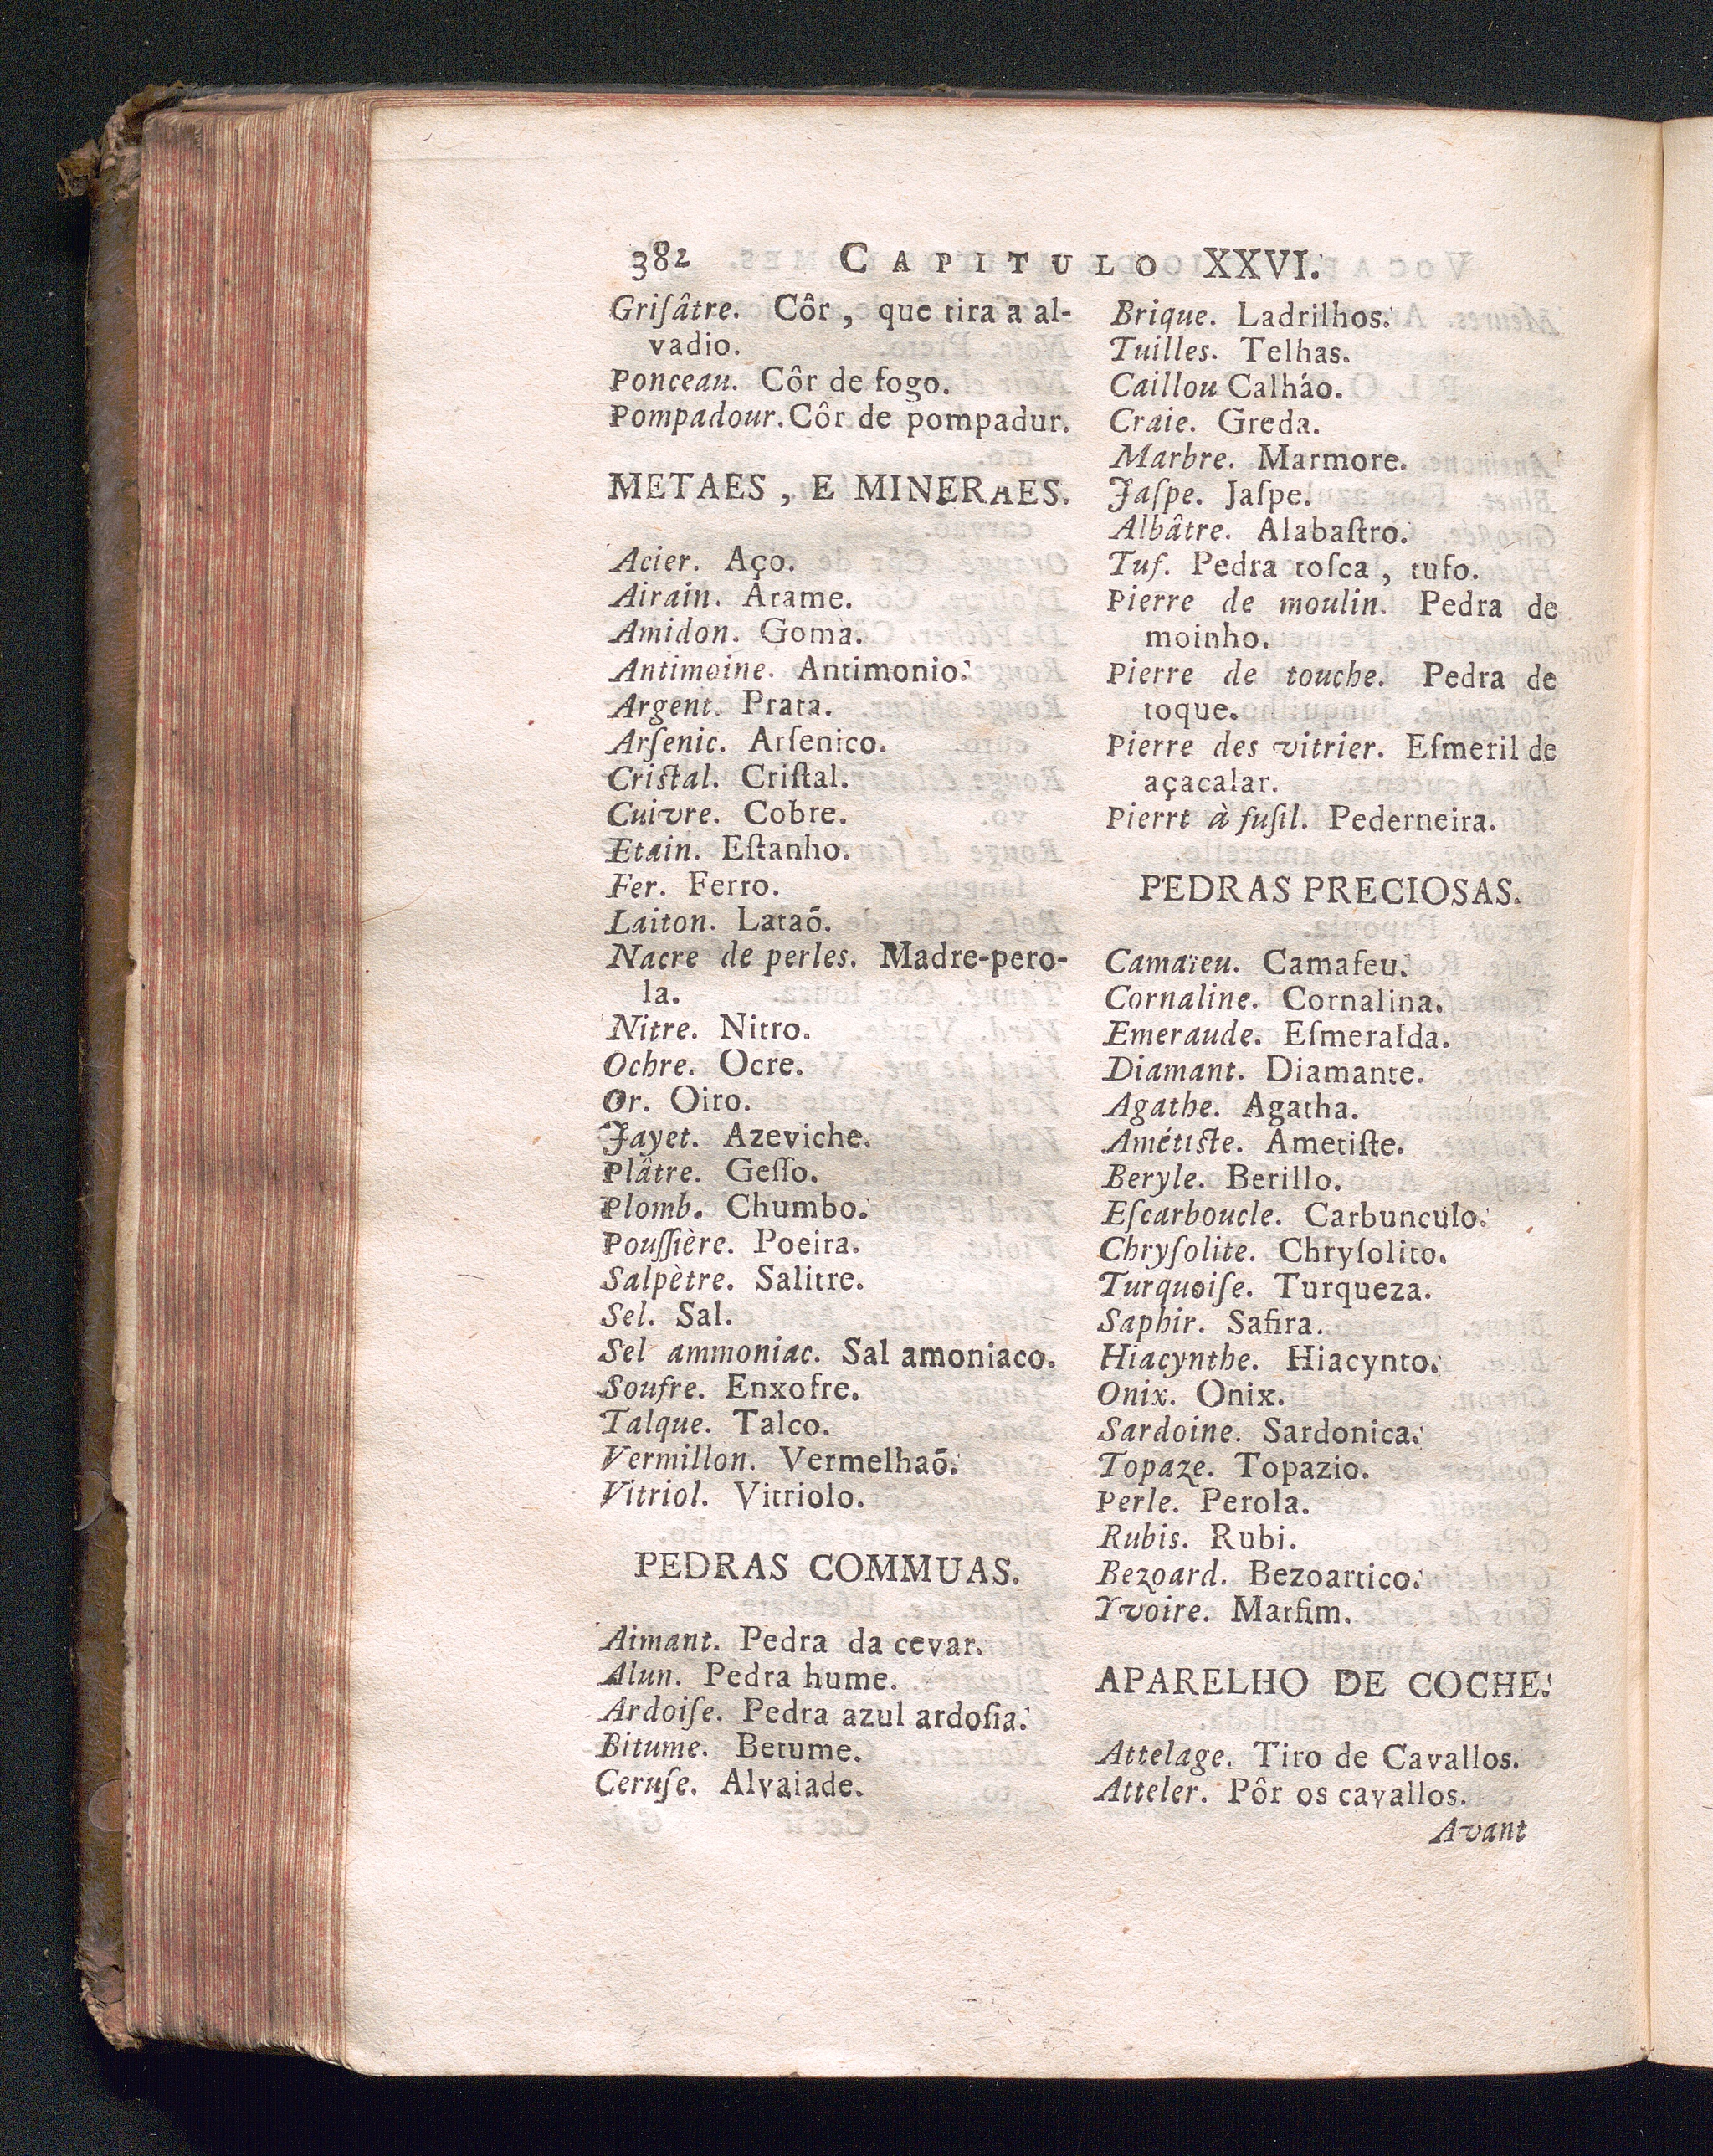 382 CAPITULO XXVI.
Griſâtre. Côr, que tira a al-
vadio.
Ponceau. Côr de fogo.
Pompadour. Côr de pompadur.
METAES, E MINERAES.
Acier. Aço.
Airain. Arame.
Amidon. Goma.
Antimoine. Antimonio.
Argent. Prata.
Arſenic. Arſenico.
Cristal. Criſtal.
Cuivre. Cobre.
Etain. Eſtanho.
Fer. Ferro.
Laiton. Lataõ.
Nacre de perles. Madre-pero-
la.
Nitre. Nitro.
Ochre. Ocre.
Or. Oiro.
Jayet. Azeviche.
Plâtre. Geſſo.
Plomb. Chumbo.
Pouſſière. Poeira.
Salpètre. Salitre.
Sel. Sal.
Sel ammoniac. Sal amoniaco.
Soufre. Enxofre.
Talque. Talco.
Vermillon. Vermelhaõ.
Vitriol. Vitriolo.
PEDRAS COMMUAS.
Aimant. Pedra da cevar.
Alun. Pedra hume.
Ardoiſe. Pedra azul ardoſia.
Bitume. Betume.
Ceruſe. Alvaiade.
Brique. Ladrilhos.
Tuilles. Telhas.
Caillou Calháo.
Craie. Greda.
Marbre. Marmore.
Jaſpe. Jaſpe.
Albâtre. Alabaſtro.
Tuf. Pedra toſca, tufo.
Pierre de moulin. Pedra de
moinho.
Pierre de touche. Pedra de
toque.
Pierre des vitrier. Eſmeril de
açacalar.
Pierrt à fuſil. Pederneira.
PEDRAS PRECIOSAS.
Camaïeu. Camafeu.
Cornaline. Cornalina.
Emeraude. Eſmeralda.
Diamant. Diamante.
Agathe. Agatha.
Amétiste. Ametiſte.
Beryle. Berillo.
Eſcarboucle. Carbunculo.
Chryſolite. Chryſolito.
Turquoiſe. Turqueza.
Saphir. Safira.
Hiacynthe. Hiacynto.
Onix. Onix.
Sardoine. Sardonica.
Topaze. Topazio.
Perle. Perola.
Rubis. Rubi.
Bezoard. Bezoartico.
Yvoire. Marfim.
APARELHO DE COCHE.
Attelage. Tiro de Cavallos.
Atteler. Pôr os cavallos.
Avant